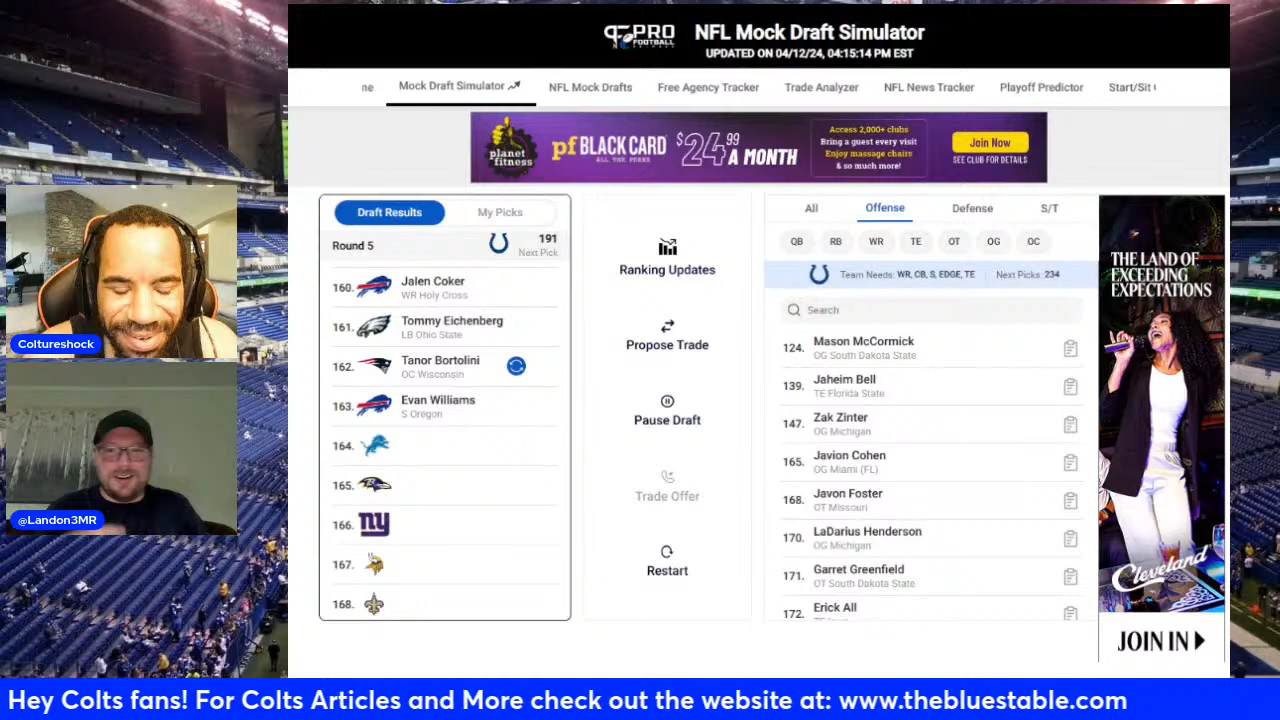 PRO
FOOTBALL
NFL Mock Draft Simulator
UPDATED ON 04/12/24, 04:15:14 PM EST
me
Mock Draft Simulator
NFL Mock Drafts
Free Agency Tracker
Trade Analyzer
NFL News Tracker
Playoff Predictor
Start/Sit
planet fitness
pf BLACK CARD
ALL THE PERKS
$24.99 A MONTH
Access 2,000+ clubs
Bring a guest every visit
Enjoy massage chairs
& so much more!
Join Now
SEE CLUB FOR DETAILS
Coltureshock
@Landon3MR
Draft Results
My Picks
Round 5
191
Next Pick
160.
Jalen Coker
WR Holy Cross
161.
Tommy Eichenberg
LB Ohio State
162.
Tanor Bortolini
OC Wisconsin
163.
Evan Williams
S Oregon
164.
165.
166.
ny
167.
168.
Ranking Updates
Propose Trade
Pause Draft
Trade Offer
Restart
All
Offense
Defense
S/T
QB
RB
WR
TE
OT
OG
OC
Team Needs: WR, CB, S, EDGE, TE
Next Picks: 234
Search
124.
Mason McCormick
OG South Dakota State
139.
Jaheim Bell
TE Florida State
147.
Zak Zinter
OG Michigan
165.
Javion Cohen
OG Miami (FL)
168.
Javon Foster
OT Missouri
170.
LaDarius Henderson
OG Michigan
171.
Garret Greenfield
OT South Dakota State
172.
Erick All
THE LAND OF
EXCEEDING
EXPECTATIONS
Cleveland
JOIN IN
Hey Colts fans! For Colts Articles and More check out the website at: www.thebluestable.com